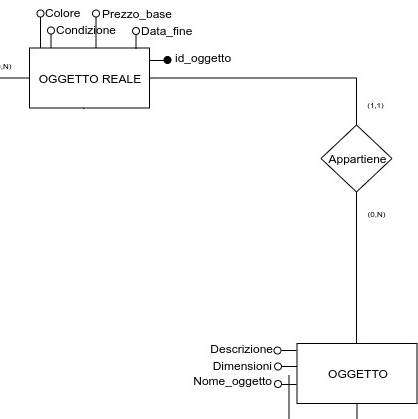 Colore
Prezzo_base
Condizione
Data_fine
,N)
OGGETTO REALE
id_oggetto
(1,1)
Appartiene
(0,N)
Descrizione
Dimensioni
Nome_oggetto
OGGETTO